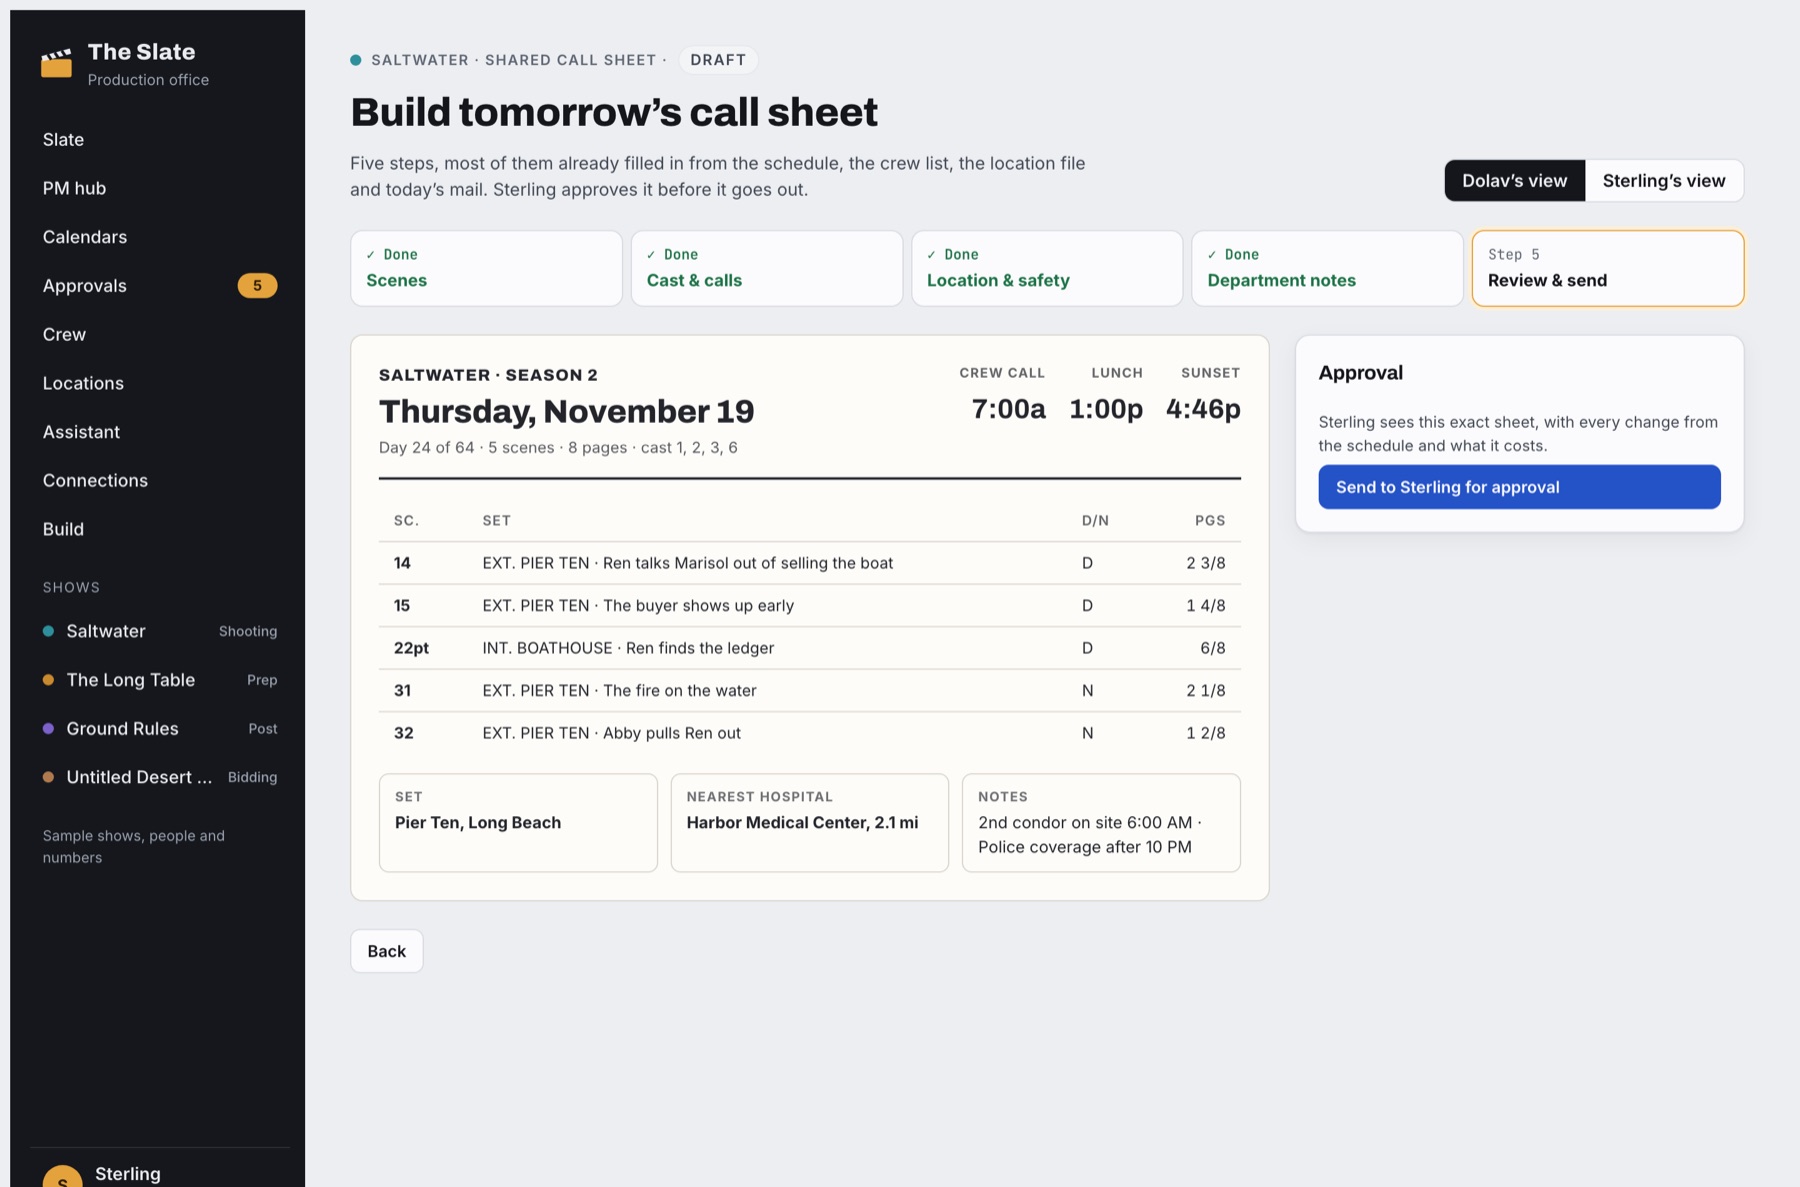 The Slate
Production office
Slate
PM hub
Calendars
Approvals 5
Crew
Locations
Assistant
Connections
Build
SHOWS
Saltwater Shooting
The Long Table Prep
Ground Rules Post
Untitled Desert ... Bidding
Sample shows, people and
numbers
S Sterling
SALTWATER · SHARED CALL SHEET · DRAFT
Build tomorrow’s call sheet
Five steps, most of them already filled in from the schedule, the crew list, the location file
and today’s mail. Sterling approves it before it goes out.
Dolav’s view Sterling’s view
✓ Done
Scenes
✓ Done
Cast & calls
✓ Done
Location & safety
✓ Done
Department notes
Step 5
Review & send
SALTWATER · SEASON 2
Thursday, November 19
Day 24 of 64 · 5 scenes · 8 pages · cast 1, 2, 3, 6
CREW CALL LUNCH SUNSET
7:00a 1:00p 4:46p
SC. SET D/N PGS
14 EXT. PIER TEN · Ren talks Marisol out of selling the boat D 2 3/8
15 EXT. PIER TEN · The buyer shows up early D 1 4/8
22pt INT. BOATHOUSE · Ren finds the ledger D 6/8
31 EXT. PIER TEN · The fire on the water N 2 1/8
32 EXT. PIER TEN · Abby pulls Ren out N 1 2/8
SET
Pier Ten, Long Beach
NEAREST HOSPITAL
Harbor Medical Center, 2.1 mi
NOTES
2nd condor on site 6:00 AM ·
Police coverage after 10 PM
Approval
Sterling sees this exact sheet, with every change from
the schedule and what it costs.
Send to Sterling for approval
Back